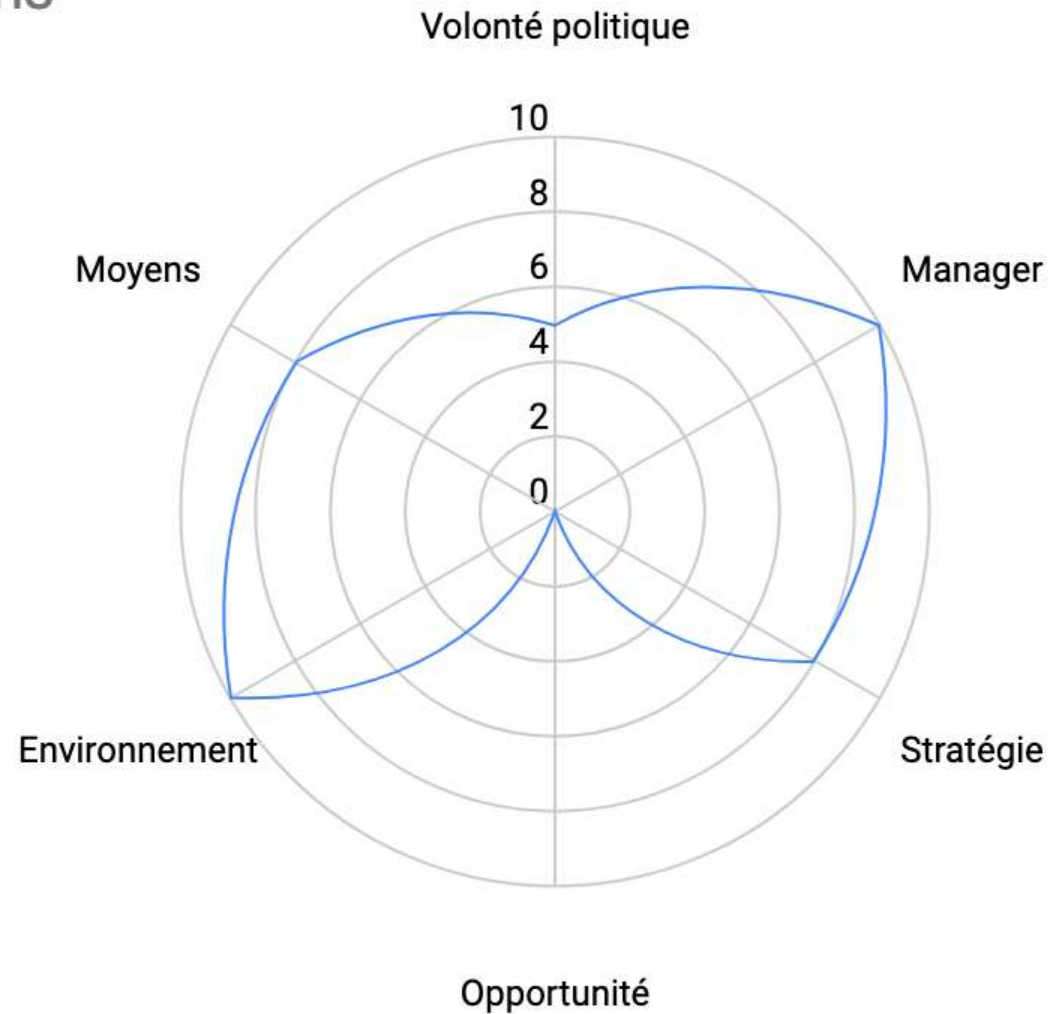 Volonté politique
10
8
6
4
2
0
Moyens
Manager
Environnement
Stratégie
Opportunité